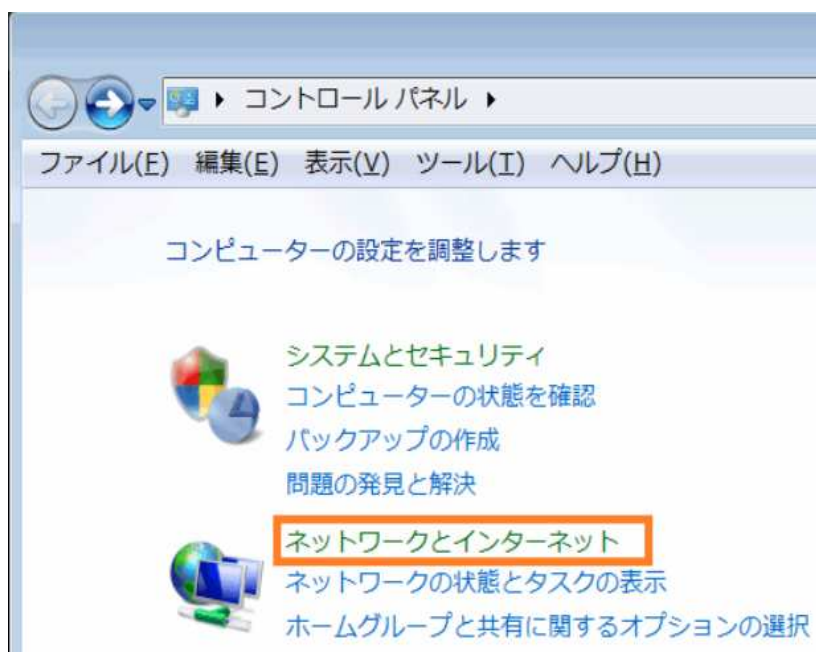 コントロール パネル
ファイル(F) 編集(E) 表示(V) ツール(T) ヘルプ(H)
コンピューターの設定を調整します
システムとセキュリティ
コンピューターの状態を確認
バックアップの作成
問題の発見と解決
ネットワークとインターネット
ネットワークの状態とタスクの表示
ホームグループと共有に関するオプションの選択